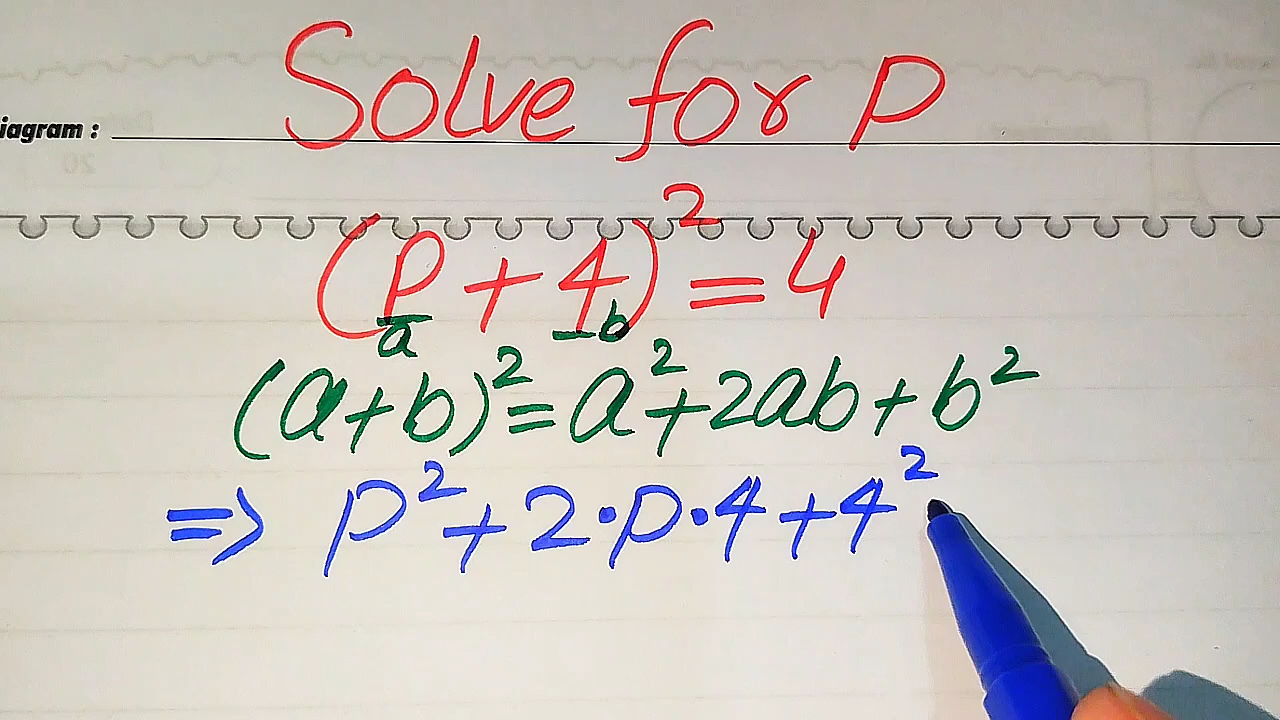 Solve for P
iagram :
(P + 4)² = 4
a b
(a+b)² = a² + 2ab + b²
⇒ P² + 2·P·4 + 4²